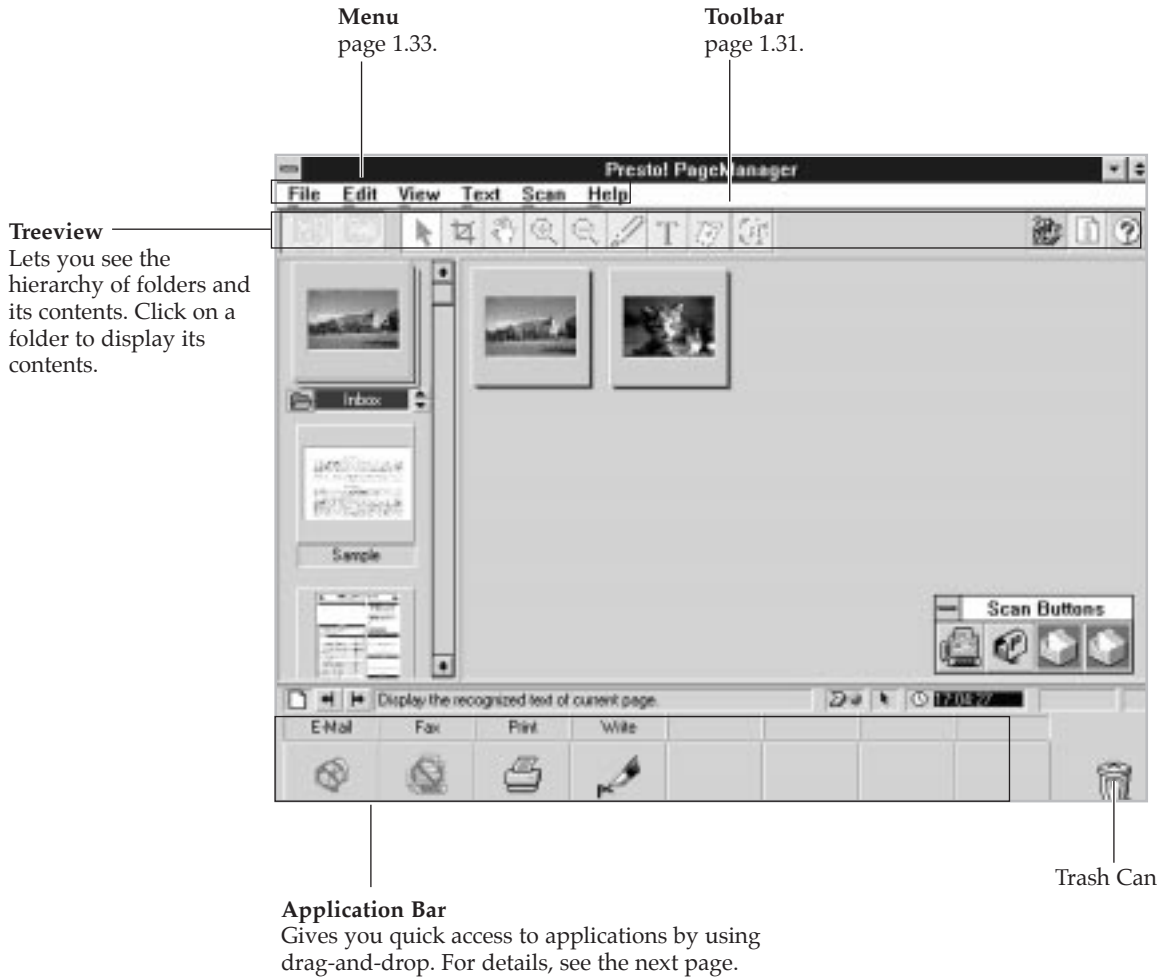 Menu
page 1.33.
Toolbar
page 1.31.
Presto! PageManager
File Edit View Text Scan Help
Treeview
Lets you see the
hierarchy of folders and
its contents. Click on a
folder to display its
contents.
T
Inbox
Sample
Scan Buttons
Display the recognized text of current page.
17:04:27
E-Mail Fax Print Write
Trash Can
Application Bar
Gives you quick access to applications by using
drag-and-drop. For details, see the next page.